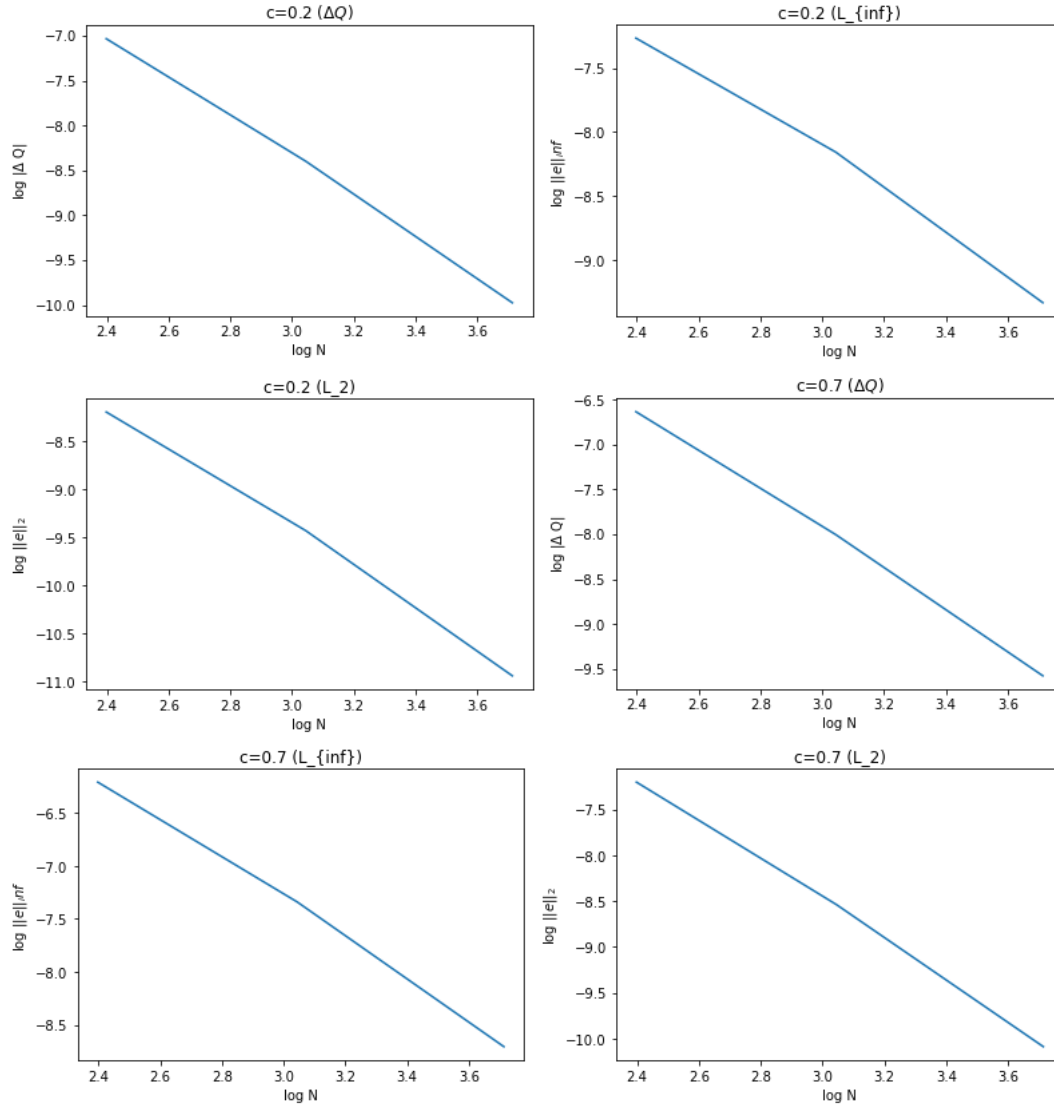 c=0.2 (ΔQ)
log |Δ Q|
−7.0
−7.5
−8.0
−8.5
−9.0
−9.5
−10.0
2.4 2.6 2.8 3.0 3.2 3.4 3.6
log N
c=0.2 (L_{inf})
log ||e||ᵢnf
−7.5
−8.0
−8.5
−9.0
2.4 2.6 2.8 3.0 3.2 3.4 3.6
log N
c=0.2 (L_2)
log ||e||₂
−8.5
−9.0
−9.5
−10.0
−10.5
−11.0
2.4 2.6 2.8 3.0 3.2 3.4 3.6
log N
c=0.7 (ΔQ)
log |Δ Q|
−6.5
−7.0
−7.5
−8.0
−8.5
−9.0
−9.5
2.4 2.6 2.8 3.0 3.2 3.4 3.6
log N
c=0.7 (L_{inf})
log ||e||ᵢnf
−6.5
−7.0
−7.5
−8.0
−8.5
2.4 2.6 2.8 3.0 3.2 3.4 3.6
log N
c=0.7 (L_2)
log ||e||₂
−7.5
−8.0
−8.5
−9.0
−9.5
−10.0
2.4 2.6 2.8 3.0 3.2 3.4 3.6
log N